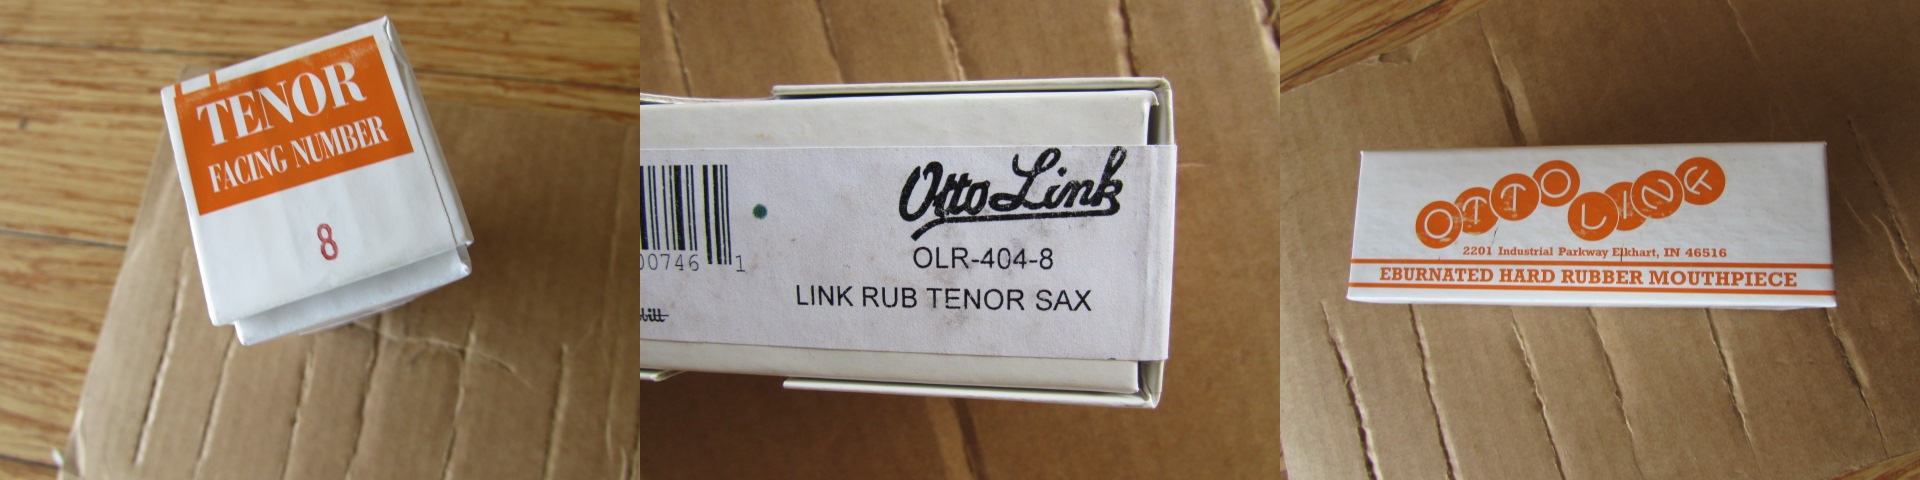 TENOR
FACING NUMBER
8
Otto Link
OLR-404-8
LINK RUB TENOR SAX
00746 1
OTTO LINK
2201 Industrial Parkway Elkhart, IN 46516
EBURNATED HARD RUBBER MOUTHPIECE